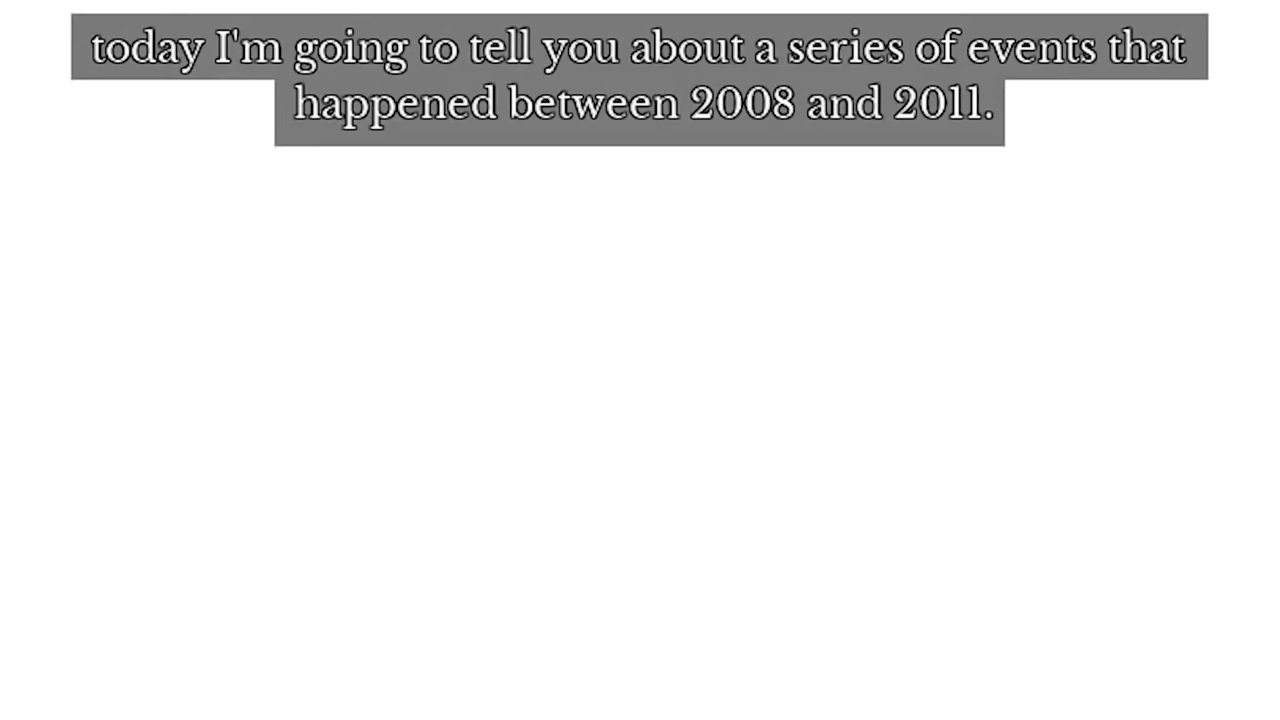 today I'm going to tell you about a series of events that
happened between 2008 and 2011.